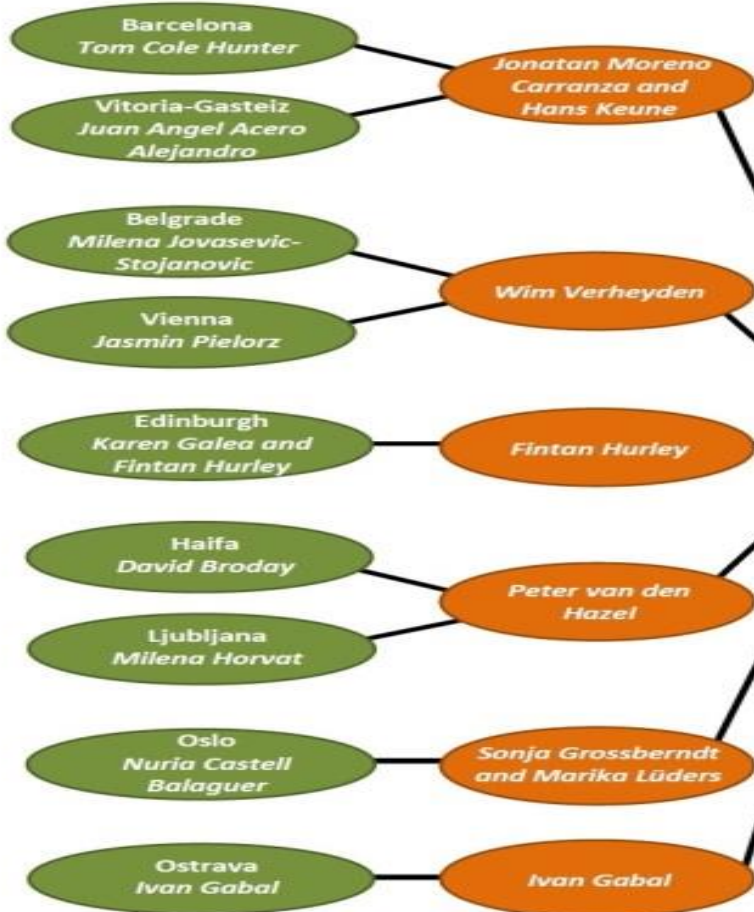 Barcelona
Tom Cole Hunter
Jonatan Moreno
Carranza and
Hans Keune
Vitoria-Gasteiz
Juan Angel Acero
Alejandro
Belgrade
Milena Jovasevic-
Stojanovic
Wim Verheyden
Vienna
Jasmin Pielorz
Edinburgh
Karen Galea and
Fintan Hurley
Fintan Hurley
Haifa
David Broday
Peter van den
Hazel
Ljubljana
Milena Horvat
Oslo
Nuria Castell
Balaguer
Sonja Grossberndt
and Marika Lüders
Ostrava
Ivan Gabal
Ivan Gabal